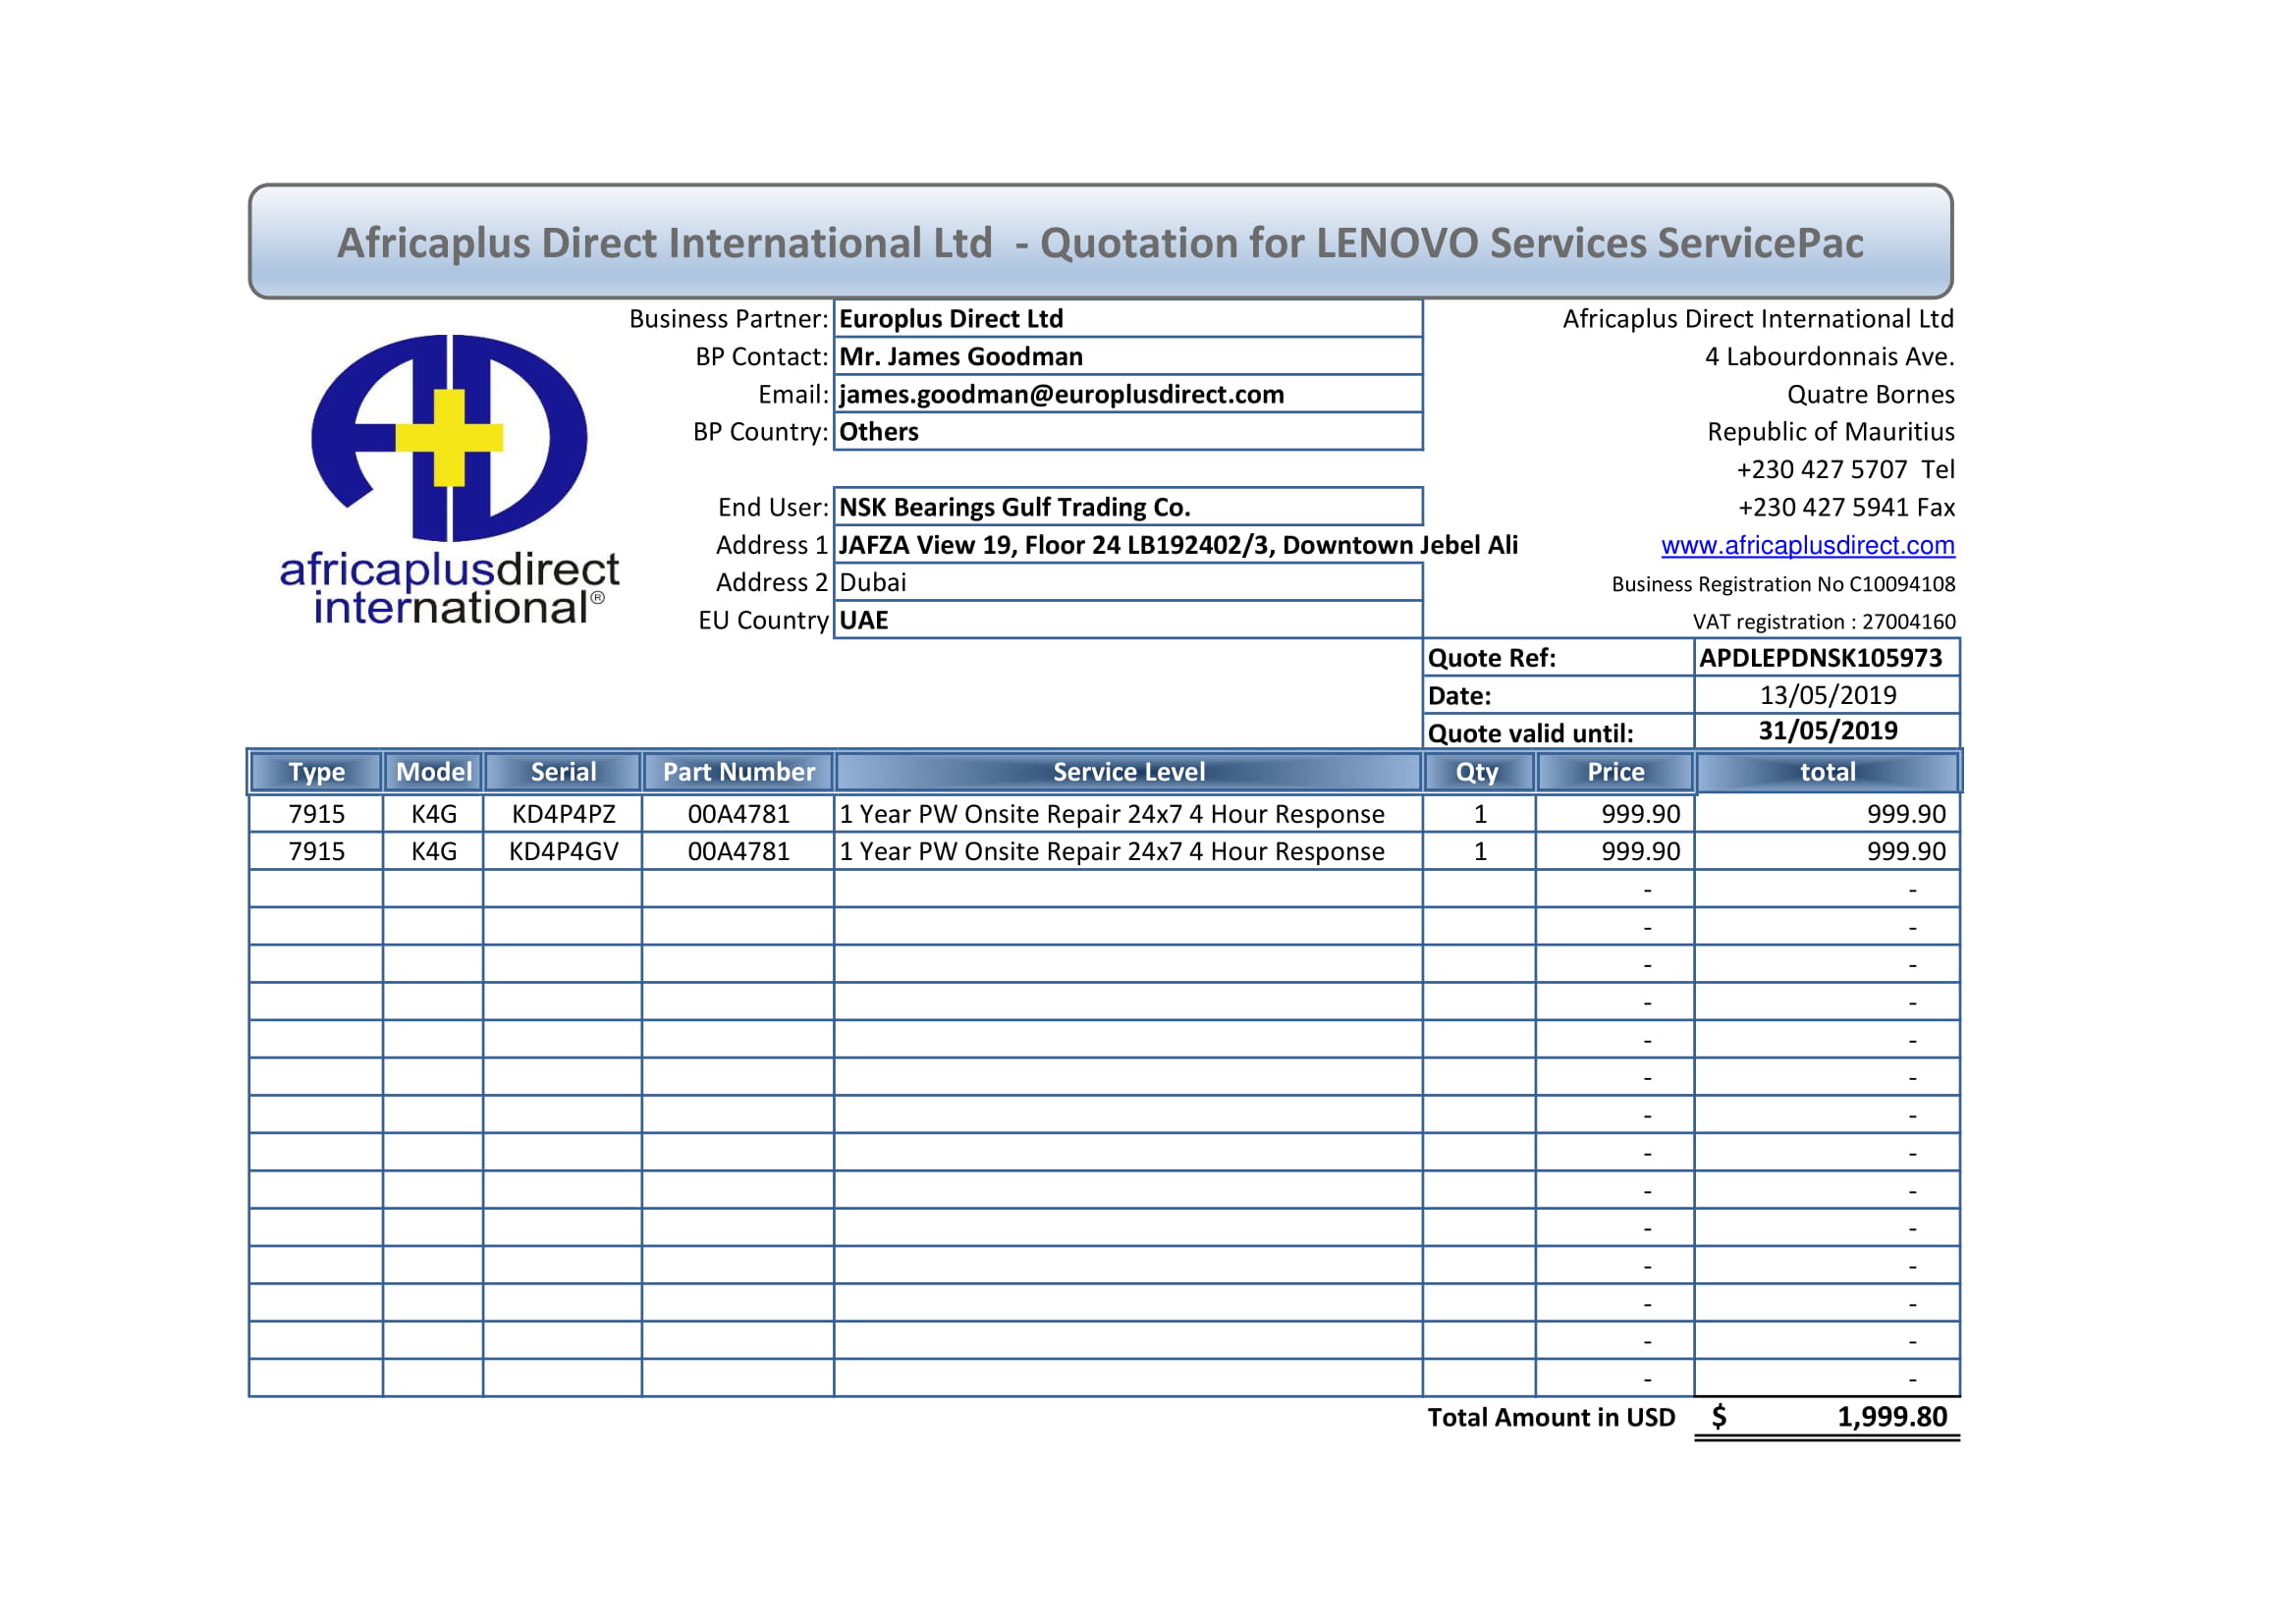 Africaplus Direct International Ltd - Quotation for LENOVO Services ServicePac
Business Partner: Europlus Direct Ltd
BP Contact: Mr. James Goodman
Email: james.goodman@europlusdirect.com
BP Country: Others
End User: NSK Bearings Gulf Trading Co.
Address 1 JAFZA View 19, Floor 24 LB192402/3, Downtown Jebel Ali
Address 2 Dubai
EU Country UAE
africaplusdirect
international®
Africaplus Direct International Ltd
4 Labourdonnais Ave.
Quatre Bornes
Republic of Mauritius
+230 427 5707 Tel
+230 427 5941 Fax
www.africaplusdirect.com
Business Registration No C10094108
VAT registration : 27004160
Quote Ref: APDLEPDNSK105973
Date: 13/05/2019
Quote valid until: 31/05/2019
Type Model Serial Part Number Service Level Qty Price total
7915 K4G KD4P4PZ 00A4781 1 Year PW Onsite Repair 24x7 4 Hour Response 1 999.90 999.90
7915 K4G KD4P4GV 00A4781 1 Year PW Onsite Repair 24x7 4 Hour Response 1 999.90 999.90
- -
- -
- -
- -
- -
- -
- -
- -
- -
- -
- -
- -
- -
- -
Total Amount in USD $ 1,999.80